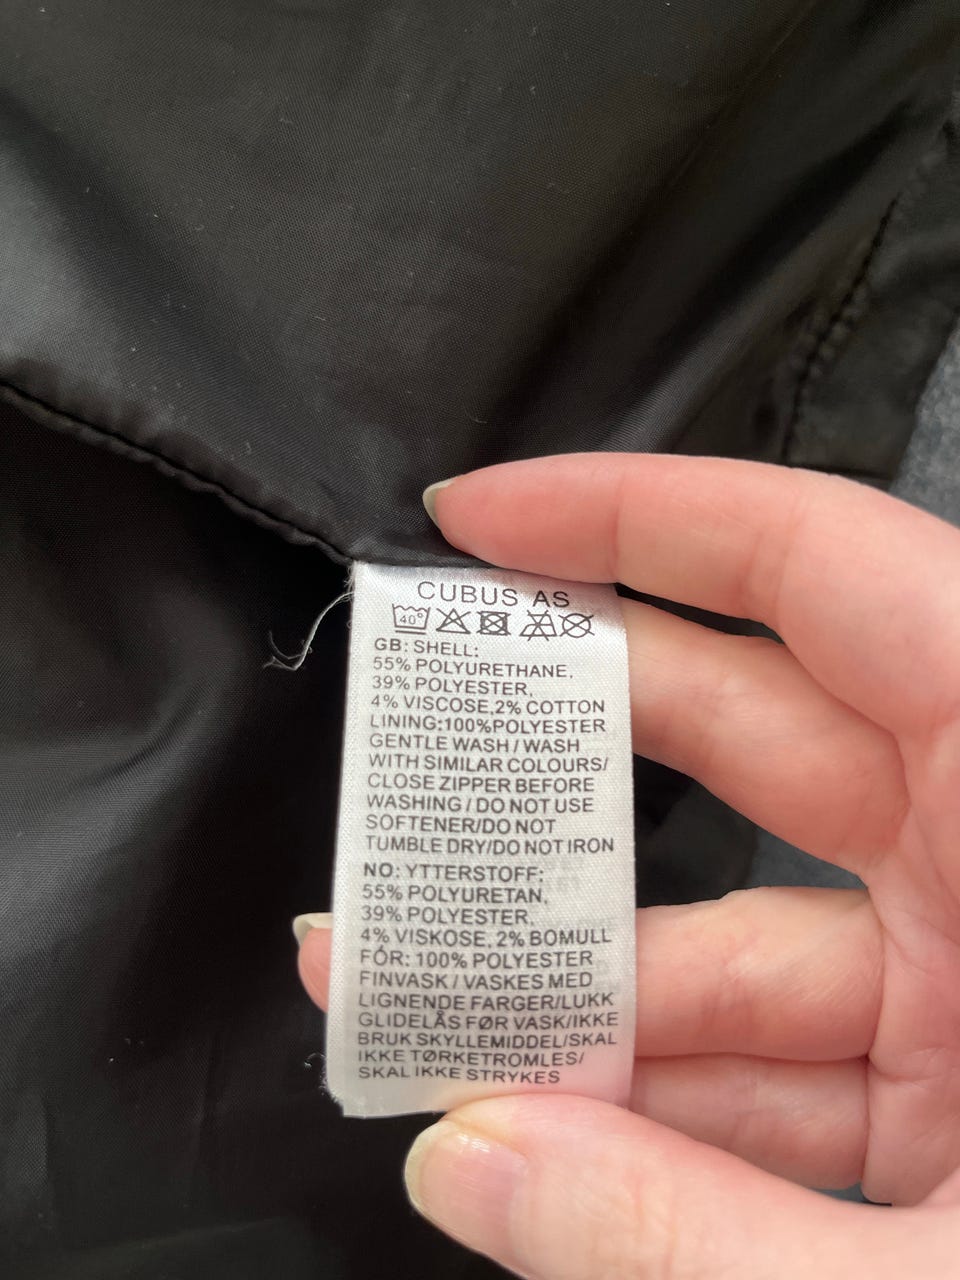 CUBUS AS
40°
GB: SHELL:
55% POLYURETHANE,
39% POLYESTER,
4% VISCOSE,2% COTTON
LINING:100%POLYESTER
GENTLE WASH / WASH
WITH SIMILAR COLOURS/
CLOSE ZIPPER BEFORE
WASHING / DO NOT USE
SOFTENER/DO NOT
TUMBLE DRY/DO NOT IRON
NO: YTTERSTOFF:
55% POLYURETAN,
39% POLYESTER,
4% VISKOSE, 2% BOMULL
FÓR: 100% POLYESTER
FINVASK / VASKES MED
LIGNENDE FARGER/LUKK
GLIDELÅS FØR VASK/IKKE
BRUK SKYLLEMIDDEL/SKAL
IKKE TØRKETROMLES/
SKAL IKKE STRYKES